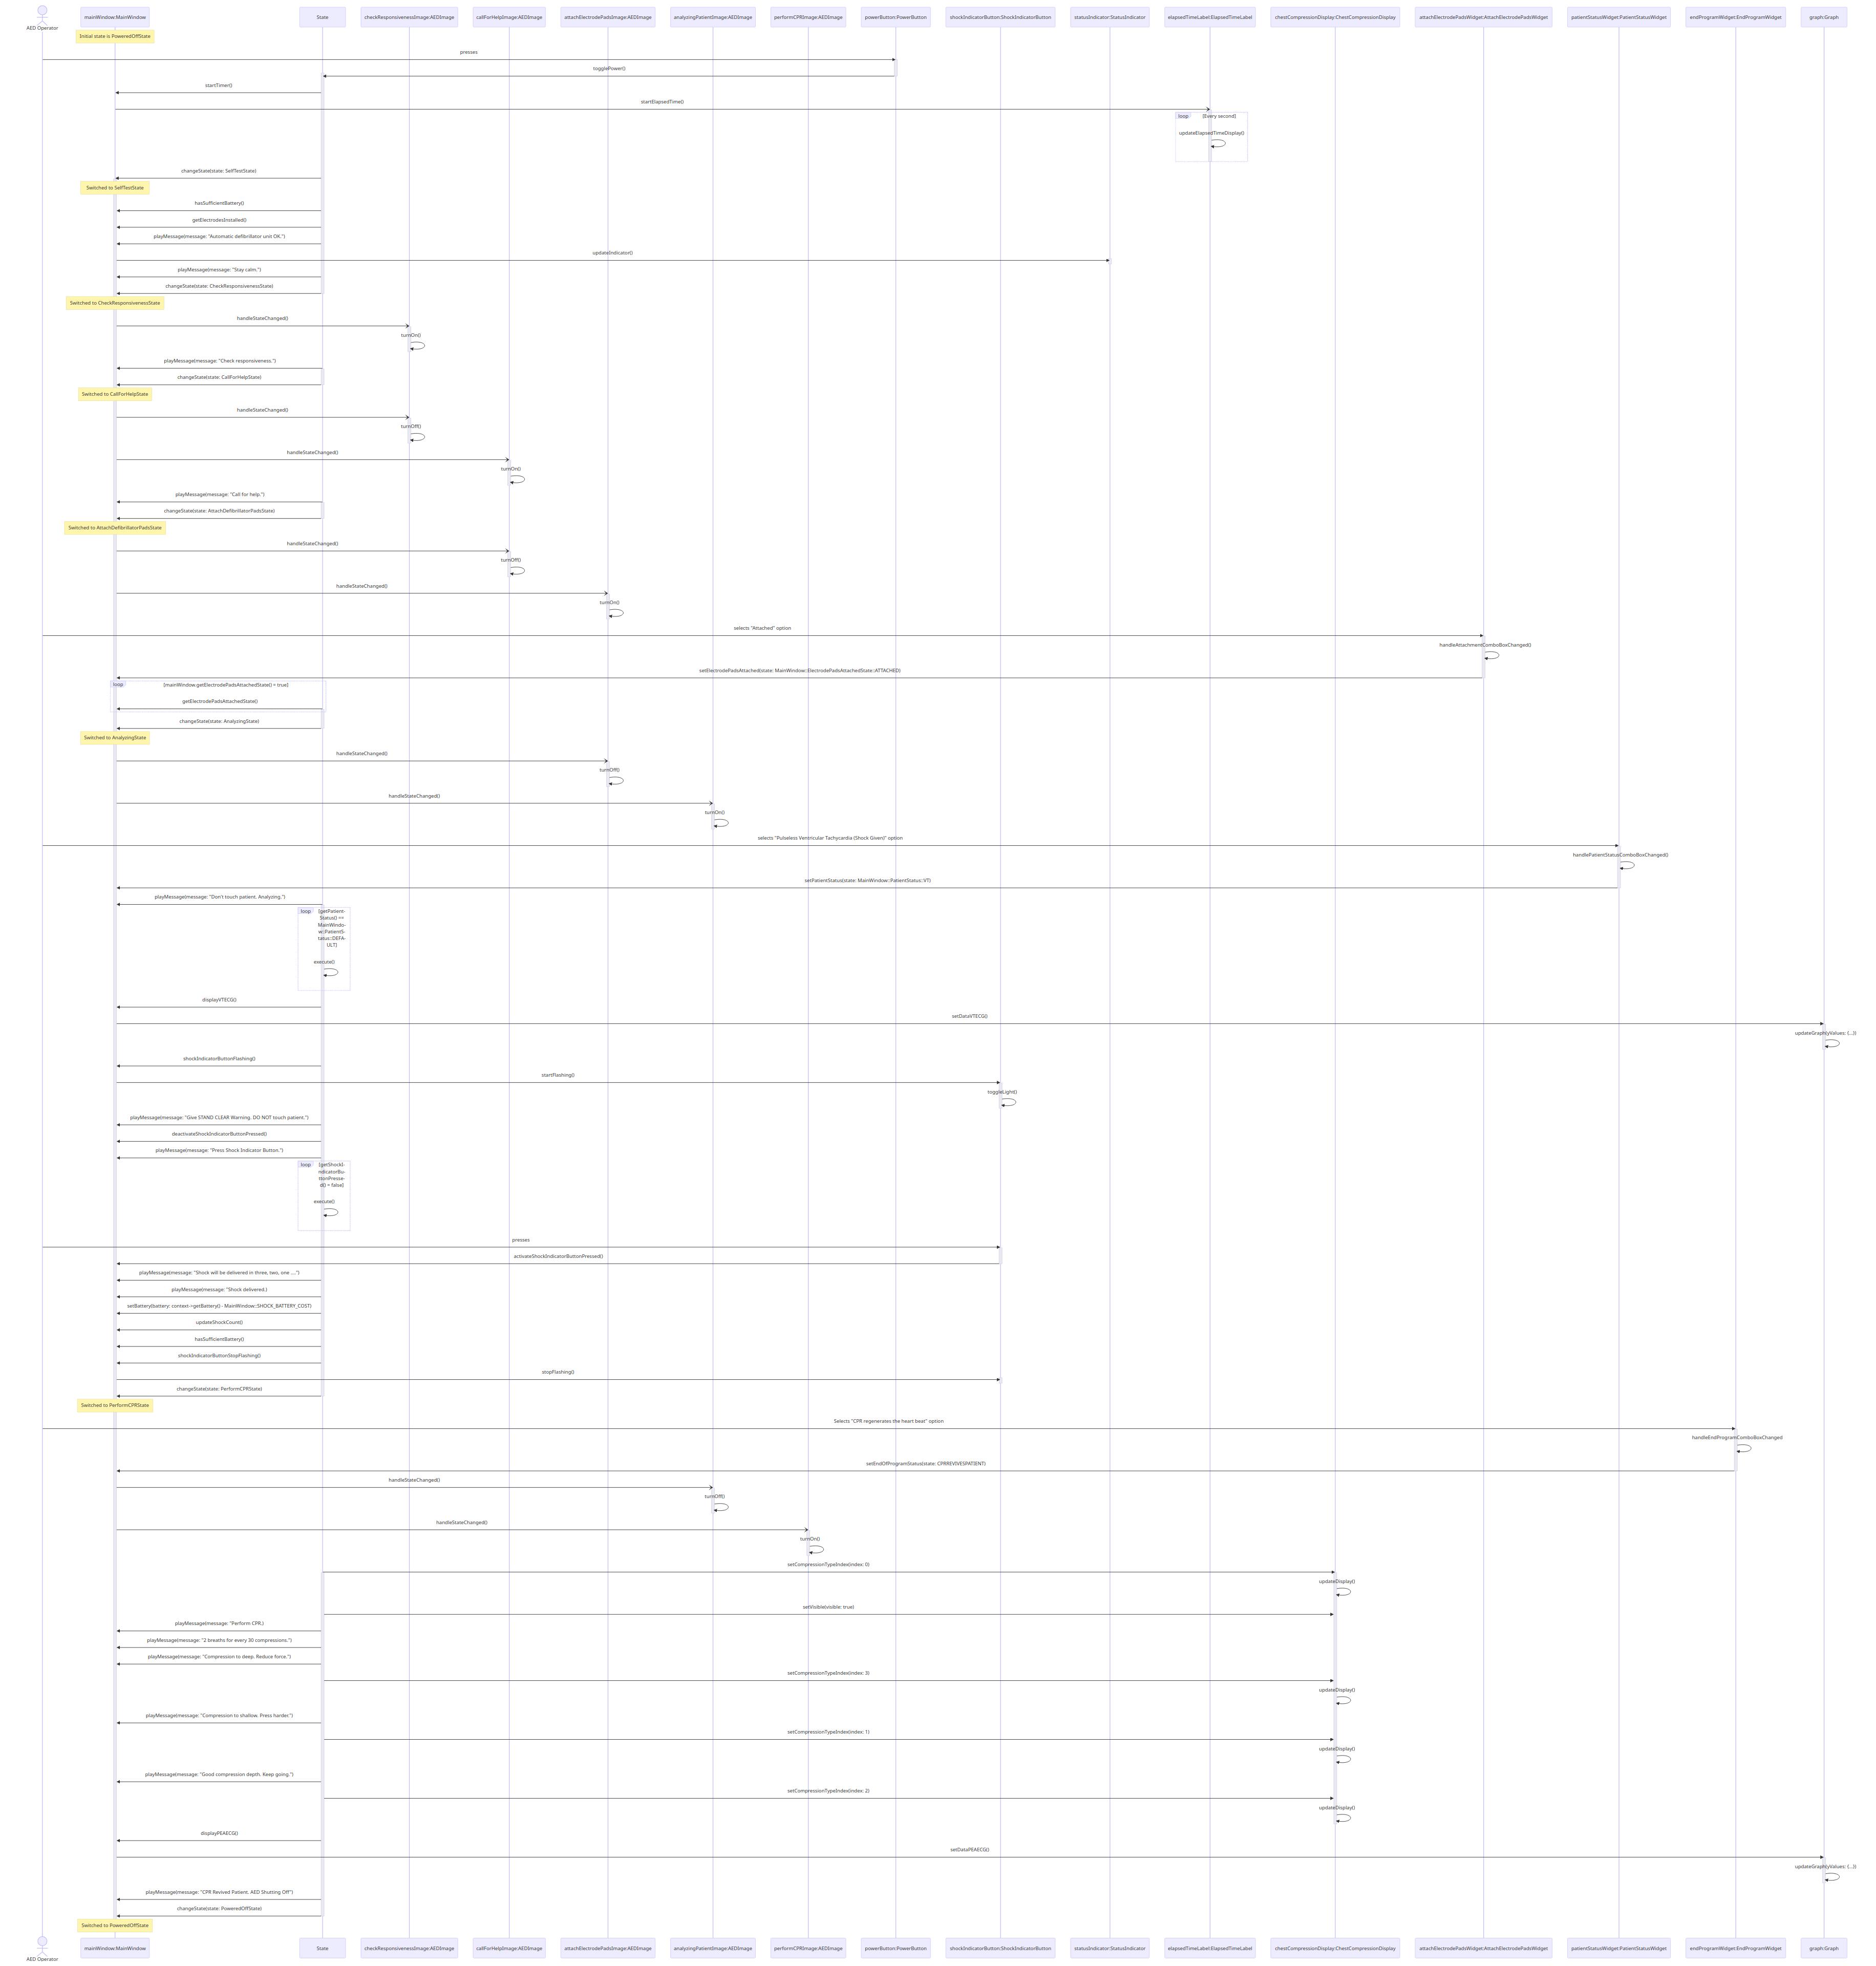 AED Operator
mainWindow:MainWindow
State
checkResponsivenessImage:AEDImage
callForHelpImage:AEDImage
attachElectrodePadsImage:AEDImage
analyzingPatientImage:AEDImage
performCPRImage:AEDImage
powerButton:PowerButton
shockIndicatorButton:ShockIndicatorButton
statusIndicator:StatusIndicator
elapsedTimeLabel:ElapsedTimeLabel
chestCompressionDisplay:ChestCompressionDisplay
attachElectrodePadsWidget:AttachElectrodePadsWidget
patientStatusWidget:PatientStatusWidget
endProgramWidget:EndProgramWidget
graph:Graph
Initial state is PoweredOffState
presses
togglePower()
startTimer()
startElapsedTime()
loop
[Every second]
updateElapsedTimeDisplay()
changeState(state: SelfTestState)
Switched to SelfTestState
hasSufficientBattery()
getElectrodesInstalled()
playMessage(message: "Automatic defibrillator unit OK.")
updateIndicator()
playMessage(message: "Stay calm.")
changeState(state: CheckResponsivenessState)
Switched to CheckResponsivenessState
handleStateChanged()
turnOn()
playMessage(message: "Check responsiveness.")
changeState(state: CallForHelpState)
Switched to CallForHelpState
handleStateChanged()
turnOff()
handleStateChanged()
turnOn()
playMessage(message: "Call for help.")
changeState(state: AttachDefibrillatorPadsState)
Switched to AttachDefibrillatorPadsState
handleStateChanged()
turnOff()
handleStateChanged()
turnOn()
selects "Attached" option
handleAttachmentComboBoxChanged()
setElectrodePadsAttached(state: MainWindow::ElectrodePadsAttachedState::ATTACHED)
loop
[mainWindow.getElectrodePadsAttachedState() = true]
getElectrodePadsAttachedState()
changeState(state: AnalyzingState)
Switched to AnalyzingState
handleStateChanged()
turnOff()
handleStateChanged()
turnOn()
selects "Pulseless Ventricular Tachycardia (Shock Given)" option
handlePatientStatusComboBoxChanged()
setPatientStatus(state: MainWindow::PatientStatus::VT)
playMessage(message: "Don't touch patient. Analyzing.")
loop
[getPatient-
Status() ==
MainWindo-
w::PatientS-
tatus::DEFA-
ULT]
execute()
displayVTECG()
setDataVTECG()
updateGraph(yValues: {...})
shockIndicatorButtonFlashing()
startFlashing()
toggleLight()
playMessage(message: "Give STAND CLEAR Warning. DO NOT touch patient.")
deactivateShockIndicatorButtonPressed()
playMessage(message: "Press Shock Indicator Button.")
loop
[getShockI-
ndicatorBu-
ttonPresse-
d() = false]
execute()
presses
activateShockIndicatorButtonPressed()
playMessage(message: "Shock will be delivered in three, two, one ....")
playMessage(message: "Shock delivered.)
setBattery(battery: context->getBattery() - MainWindow::SHOCK_BATTERY_COST)
updateShockCount()
hasSufficientBattery()
shockIndicatorButtonStopFlashing()
stopFlashing()
changeState(state: PerformCPRState)
Switched to PerformCPRState
Selects "CPR regenerates the heart beat" option
handleEndProgramComboBoxChanged
setEndOfProgramStatus(state: CPRREVIVESPATIENT)
handleStateChanged()
turnOff()
handleStateChanged()
turnOn()
setCompressionTypeIndex(index: 0)
updateDisplay()
setVisible(visible: true)
playMessage(message: "Perform CPR.)
playMessage(message: "2 breaths for every 30 compressions.")
playMessage(message: "Compression to deep. Reduce force.")
setCompressionTypeIndex(index: 3)
updateDisplay()
playMessage(message: "Compression to shallow. Press harder.")
setCompressionTypeIndex(index: 1)
updateDisplay()
playMessage(message: "Good compression depth. Keep going.")
setCompressionTypeIndex(index: 2)
updateDisplay()
displayPEAECG()
setDataPEAECG()
updateGraph(yValues: {...})
playMessage(message: "CPR Revived Patient. AED Shutting Off")
changeState(state: PoweredOffState)
Switched to PoweredOffState
AED Operator
mainWindow:MainWindow
State
checkResponsivenessImage:AEDImage
callForHelpImage:AEDImage
attachElectrodePadsImage:AEDImage
analyzingPatientImage:AEDImage
performCPRImage:AEDImage
powerButton:PowerButton
shockIndicatorButton:ShockIndicatorButton
statusIndicator:StatusIndicator
elapsedTimeLabel:ElapsedTimeLabel
chestCompressionDisplay:ChestCompressionDisplay
attachElectrodePadsWidget:AttachElectrodePadsWidget
patientStatusWidget:PatientStatusWidget
endProgramWidget:EndProgramWidget
graph:Graph